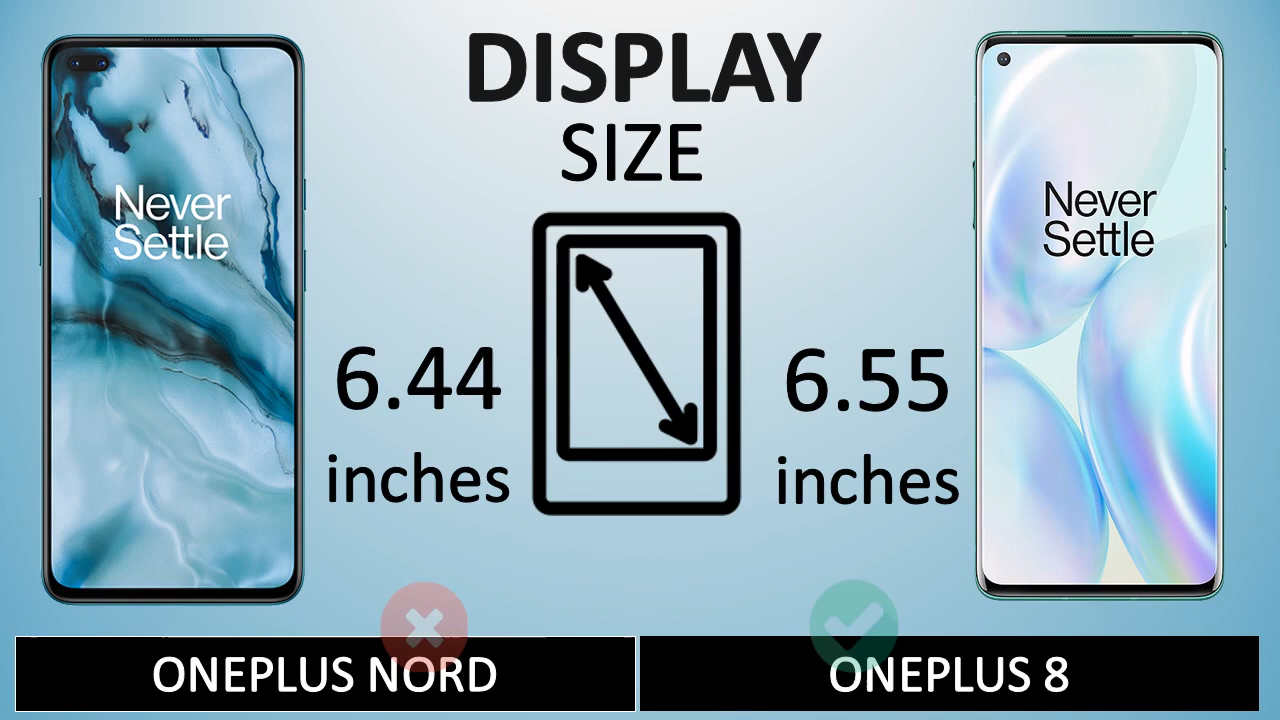 DISPLAY
SIZE
Never
Settle
Never
Settle
6.44
inches
6.55
inches
ONEPLUS NORD
ONEPLUS 8